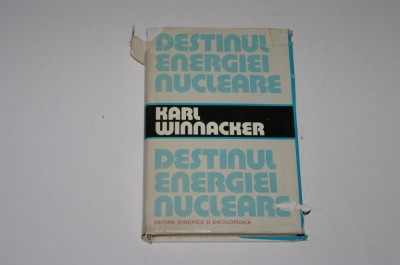 DESTINUL
ENERGIEI
NUCLEARE
KARL
WINNACKER
DESTINUL
ENERGIEI
NUCLEARE
EDITURA ŞTIINŢIFICĂ ŞI ENCICLOPEDICĂ